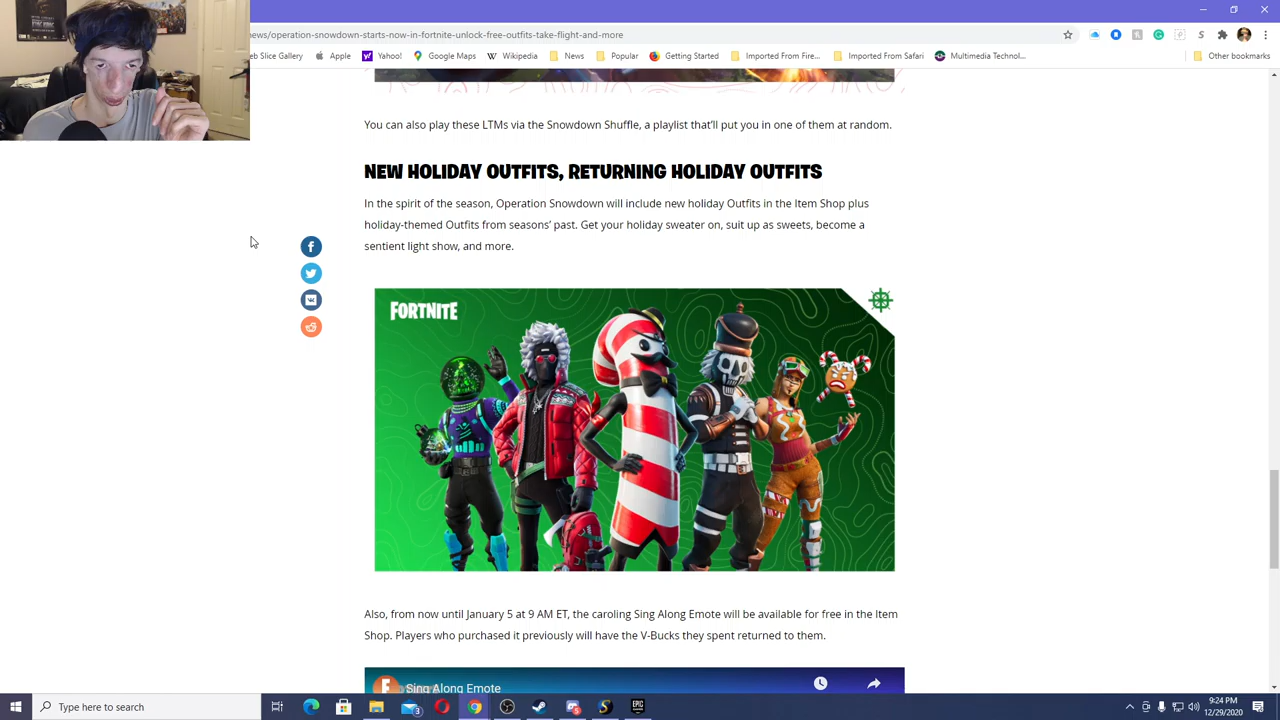 news/operation-snowdown-starts-now-in-fortnite-unlock-free-outfits-take-flight-and-more
eb Slice Gallery Apple Yahoo! Google Maps Wikipedia News Popular Getting Started Imported From Fire... Imported From Safari Multimedia Technol... Other bookmarks
You can also play these LTMs via the Snowdown Shuffle, a playlist that'll put you in one of them at random.
NEW HOLIDAY OUTFITS, RETURNING HOLIDAY OUTFITS
In the spirit of the season, Operation Snowdown will include new holiday Outfits in the Item Shop plus
holiday-themed Outfits from seasons' past. Get your holiday sweater on, suit up as sweets, become a
sentient light show, and more.
FORTNITE
Also, from now until January 5 at 9 AM ET, the caroling Sing Along Emote will be available for free in the Item
Shop. Players who purchased it previously will have the V-Bucks they spent returned to them.
Sing Along Emote
Type here to search
3
5
EPIC
9:24 PM
12/29/2020